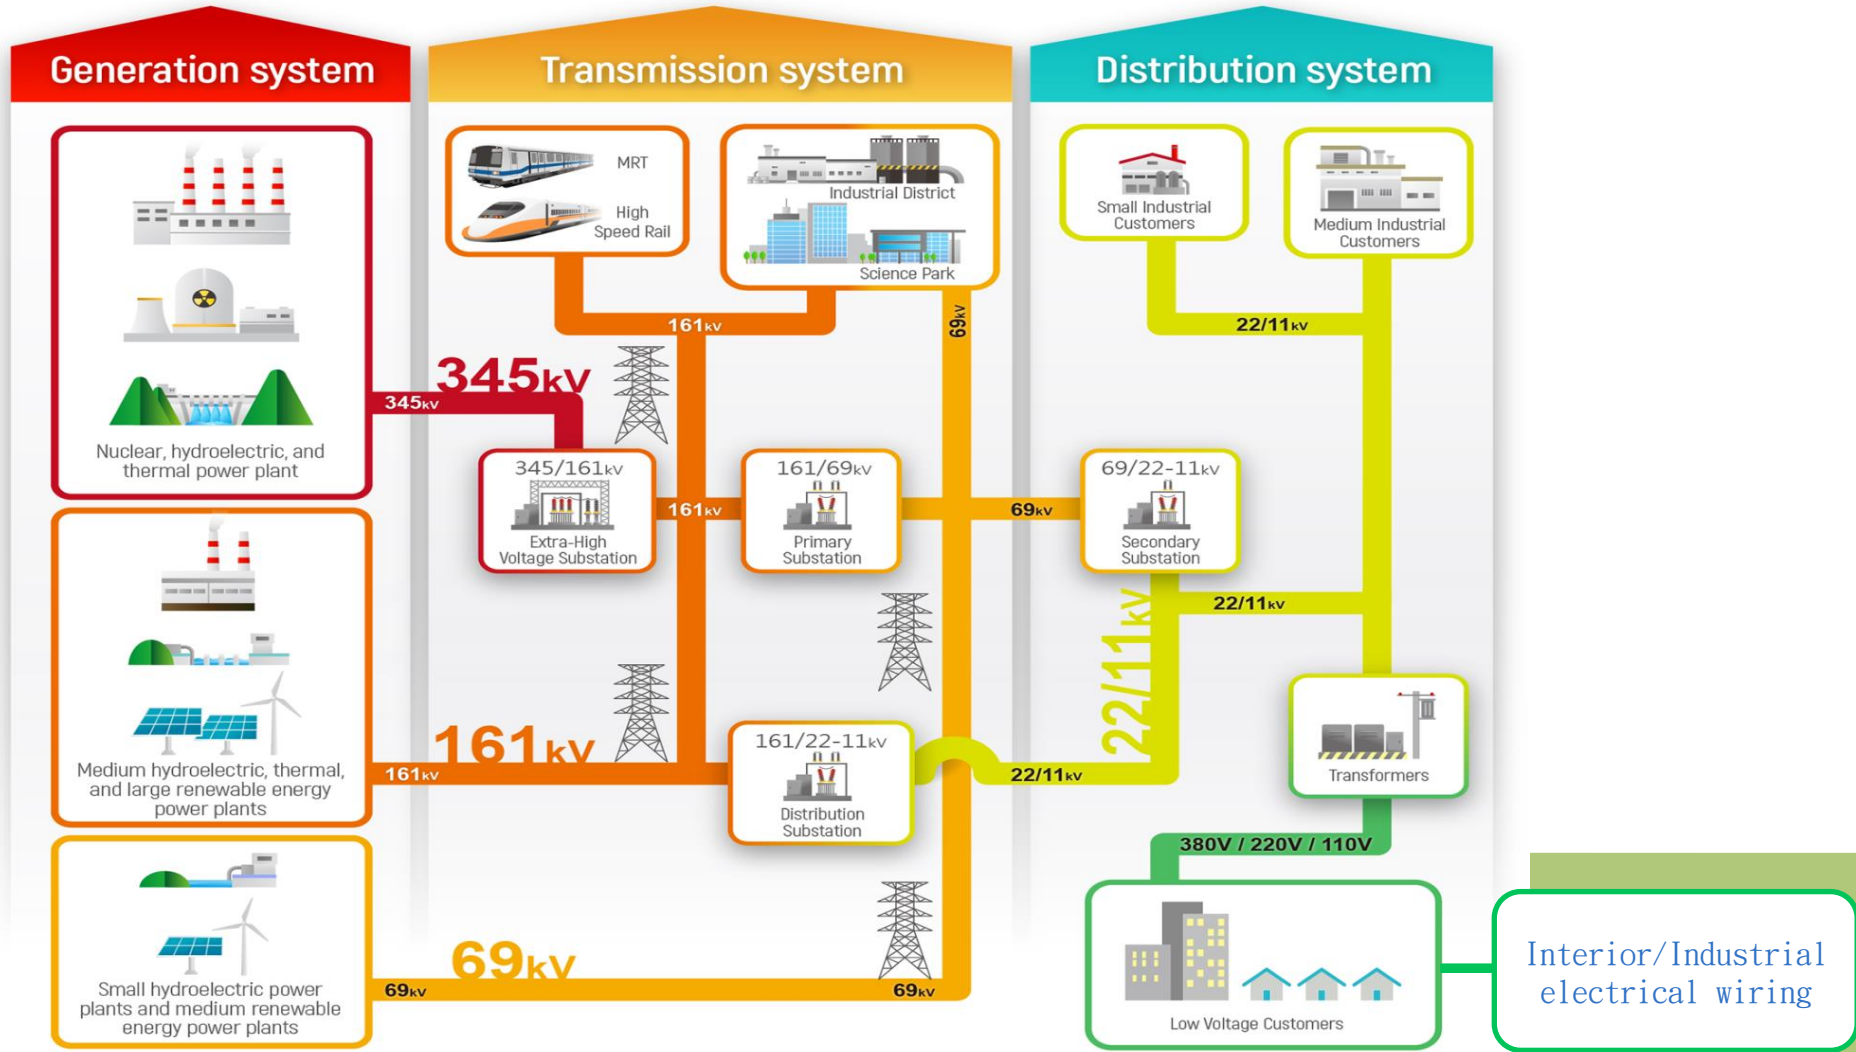 Generation system
Transmission system
Distribution system
MRT
High
Speed Rail
Industrial District
Science Park
Small Industrial
Customers
Medium Industrial
Customers
161kV
69kV
22/11kV
345kV
345kV
Nuclear, hydroelectric, and
thermal power plant
345/161kV
Extra-High
Voltage Substation
161kV
161/69kV
Primary
Substation
69kV
69/22-11kV
Secondary
Substation
22/11kV
22/11kV
161kV
161kV
Medium hydroelectric, thermal,
and large renewable energy
power plants
161/22-11kV
Distribution
Substation
22/11kV
Transformers
380V / 220V / 110V
69kV
69kV
69kV
Small hydroelectric power
plants and medium renewable
energy power plants
Low Voltage Customers
Interior/Industrial
electrical wiring